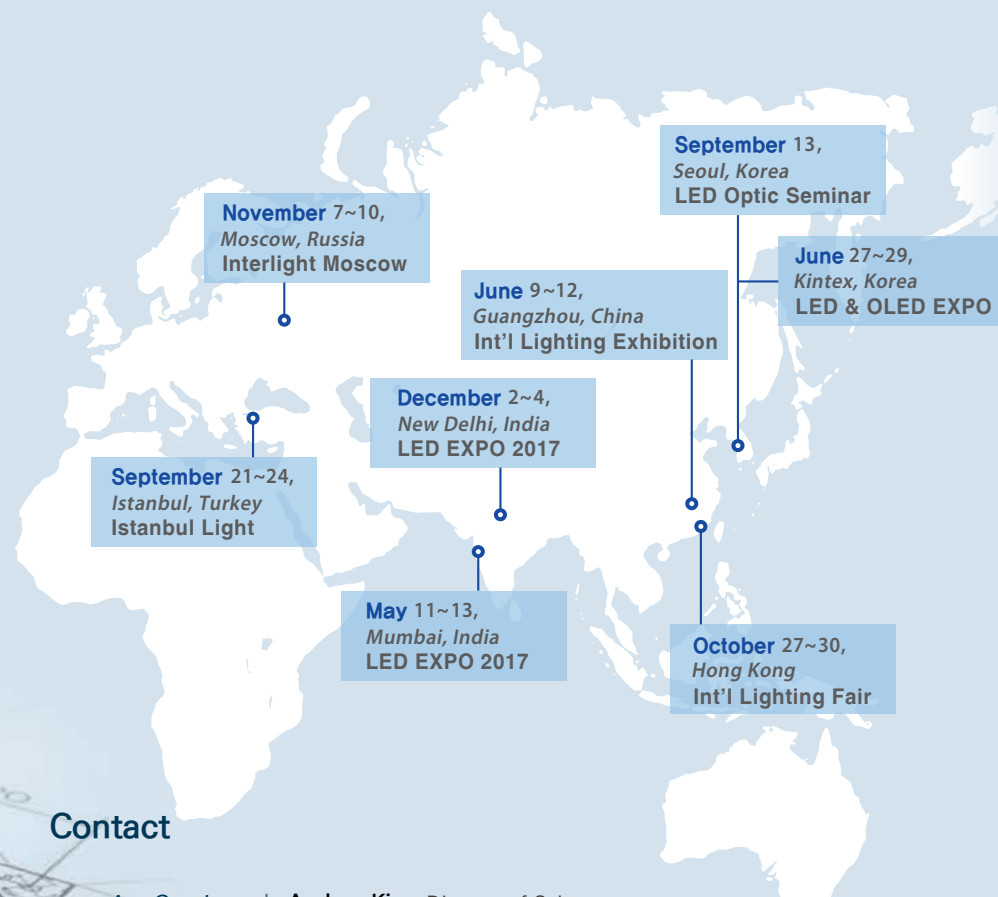 September 13,
Seoul, Korea
LED Optic Seminar
November 7~10,
Moscow, Russia
Interlight Moscow
June 27~29,
Kintex, Korea
LED & OLED EXPO
June 9~12,
Guangzhou, China
Int'l Lighting Exhibition
December 2~4,
New Delhi, India
LED EXPO 2017
September 21~24,
Istanbul, Turkey
Istanbul Light
May 11~13,
Mumbai, India
LED EXPO 2017
October 27~30,
Hong Kong
Int'l Lighting Fair
Contact